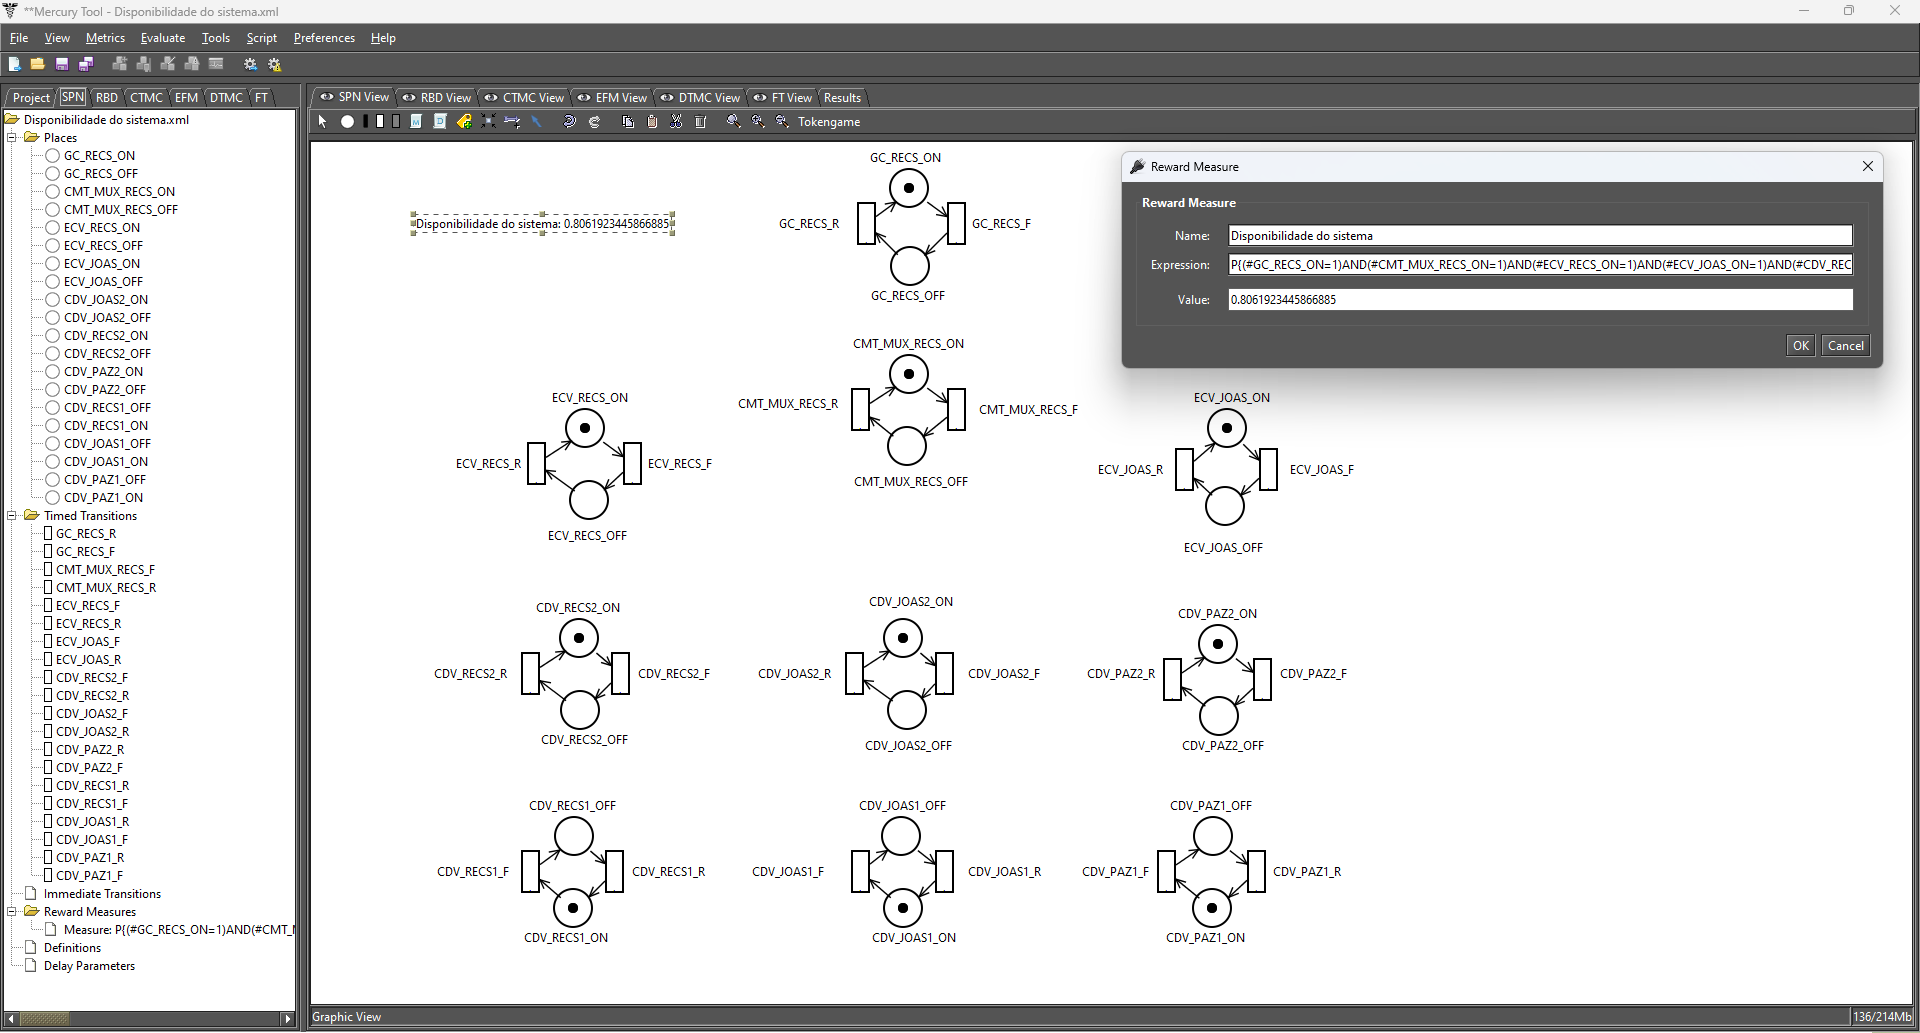 **Mercury Tool - Disponibilidade do sistema.xml
File View Metrics Evaluate Tools Script Preferences Help
Project SPN RBD CTMC EFM DTMC FT
Disponibilidade do sistema.xml
Places
GC_RECS_ON
GC_RECS_OFF
CMT_MUX_RECS_ON
CMT_MUX_RECS_OFF
ECV_RECS_ON
ECV_RECS_OFF
ECV_JOAS_ON
ECV_JOAS_OFF
CDV_JOAS2_ON
CDV_JOAS2_OFF
CDV_RECS2_ON
CDV_RECS2_OFF
CDV_PAZ2_ON
CDV_PAZ2_OFF
CDV_RECS1_OFF
CDV_RECS1_ON
CDV_JOAS1_OFF
CDV_JOAS1_ON
CDV_PAZ1_OFF
CDV_PAZ1_ON
Timed Transitions
GC_RECS_R
GC_RECS_F
CMT_MUX_RECS_F
CMT_MUX_RECS_R
ECV_RECS_F
ECV_RECS_R
ECV_JOAS_F
ECV_JOAS_R
CDV_RECS2_F
CDV_RECS2_R
CDV_JOAS2_F
CDV_JOAS2_R
CDV_PAZ2_R
CDV_PAZ2_F
CDV_RECS1_R
CDV_RECS1_F
CDV_JOAS1_R
CDV_JOAS1_F
CDV_PAZ1_R
CDV_PAZ1_F
Immediate Transitions
Reward Measures
Measure: P{(#GC_RECS_ON=1)AND(#CMT_
Definitions
Delay Parameters
SPN View RBD View CTMC View EFM View DTMC View FT View Results
M D Tokengame
GC_RECS_ON
Disponibilidade do sistema: 0.8061923445866885
GC_RECS_R GC_RECS_F
GC_RECS_OFF
CMT_MUX_RECS_ON
CMT_MUX_RECS_R CMT_MUX_RECS_F
CMT_MUX_RECS_OFF
ECV_RECS_ON
ECV_RECS_R ECV_RECS_F
ECV_RECS_OFF
ECV_JOAS_ON
ECV_JOAS_R ECV_JOAS_F
ECV_JOAS_OFF
CDV_RECS2_ON
CDV_RECS2_R CDV_RECS2_F
CDV_RECS2_OFF
CDV_JOAS2_ON
CDV_JOAS2_R CDV_JOAS2_F
CDV_JOAS2_OFF
CDV_PAZ2_ON
CDV_PAZ2_R CDV_PAZ2_F
CDV_PAZ2_OFF
CDV_RECS1_OFF
CDV_RECS1_F CDV_RECS1_R
CDV_RECS1_ON
CDV_JOAS1_OFF
CDV_JOAS1_F CDV_JOAS1_R
CDV_JOAS1_ON
CDV_PAZ1_OFF
CDV_PAZ1_F CDV_PAZ1_R
CDV_PAZ1_ON
Reward Measure
Reward Measure
Name: Disponibilidade do sistema
Expression: P{(#GC_RECS_ON=1)AND(#CMT_MUX_RECS_ON=1)AND(#ECV_RECS_ON=1)AND(#ECV_JOAS_ON=1)AND(#CDV_REC
Value: 0.8061923445866885
OK Cancel
Graphic View
136/214Mb